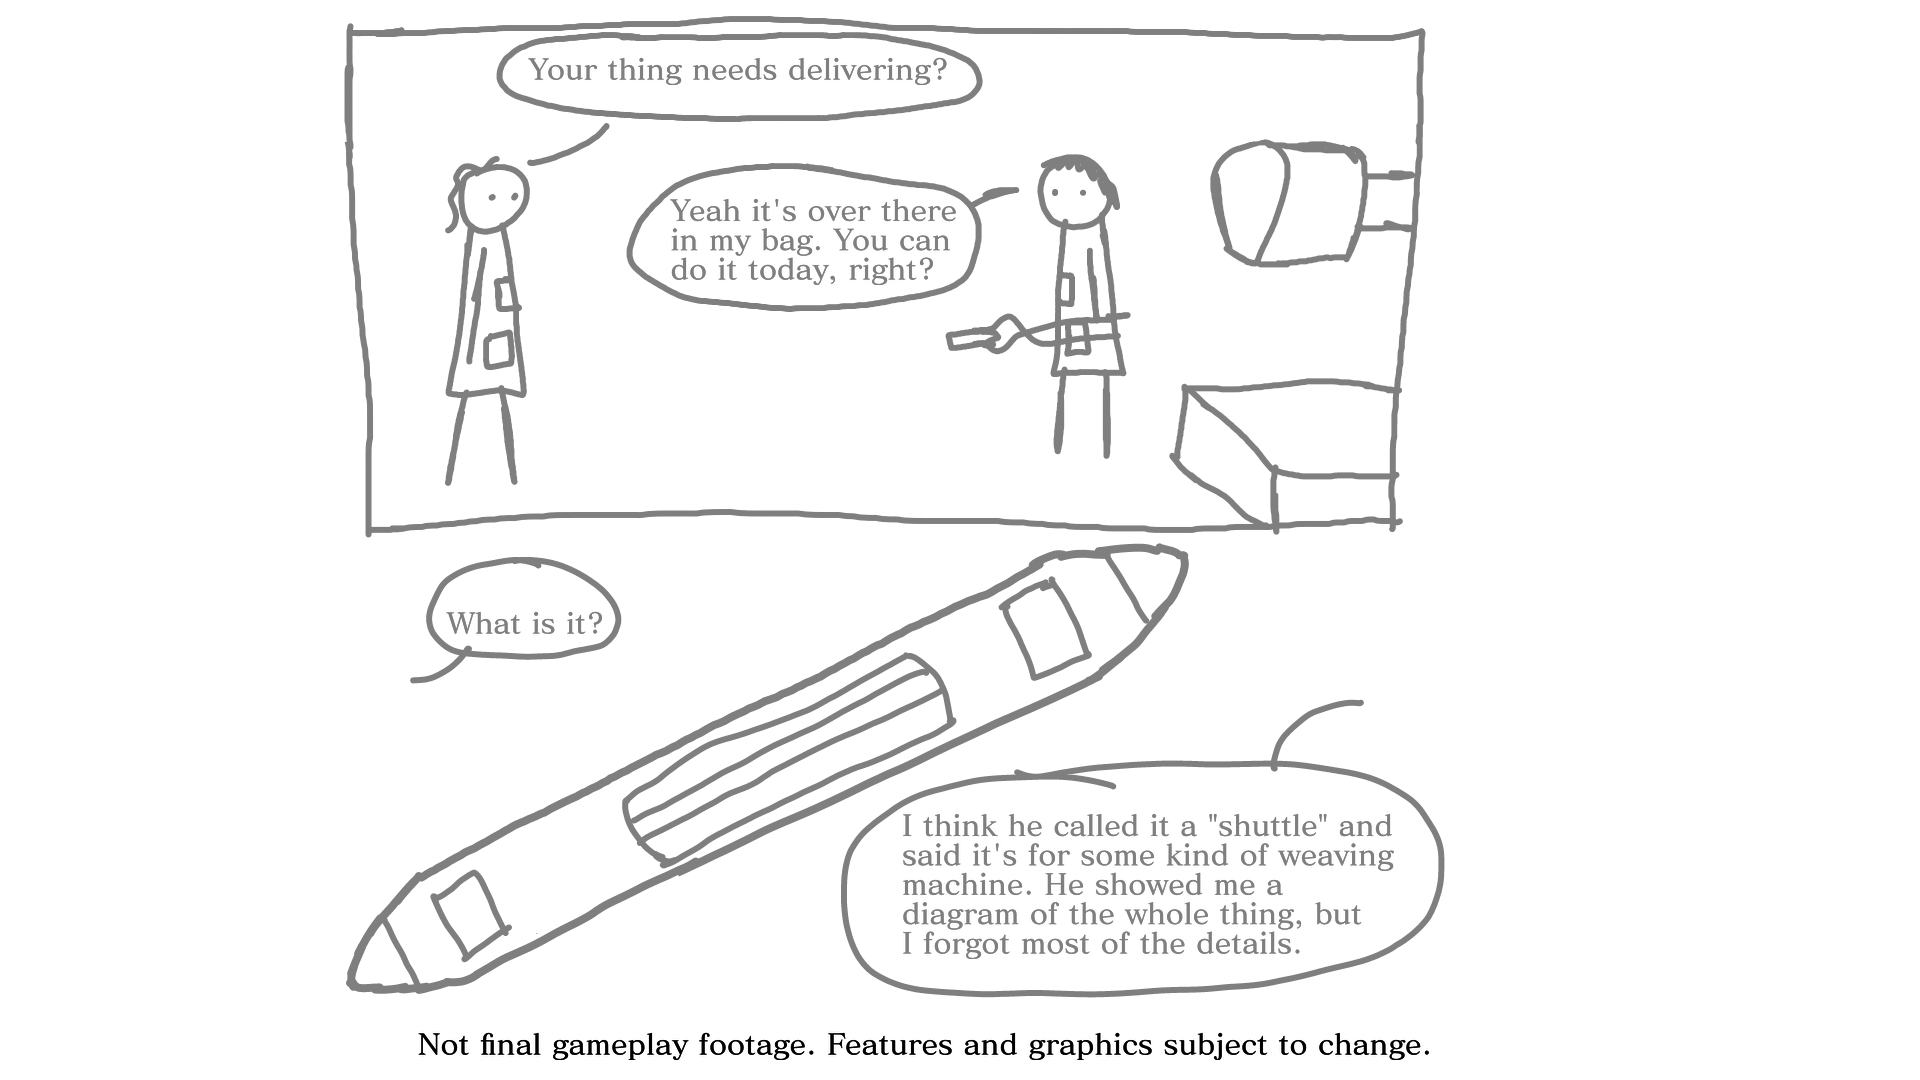 Your thing needs delivering?
Yeah it's over there
in my bag. You can
do it today, right?
What is it?
I think he called it a "shuttle" and
said it's for some kind of weaving
machine. He showed me a
diagram of the whole thing, but
I forgot most of the details.
Not final gameplay footage. Features and graphics subject to change.